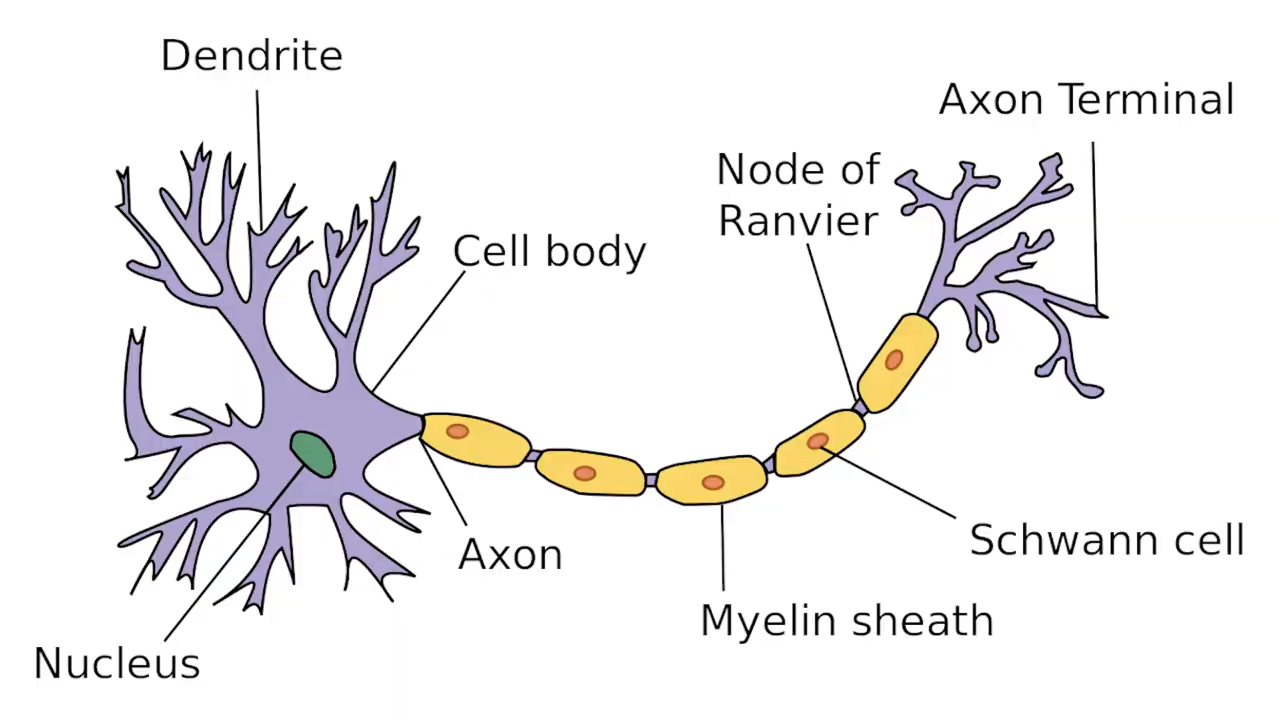 Dendrite
Axon Terminal
Node of
Ranvier
Cell body
Axon
Schwann cell
Myelin sheath
Nucleus